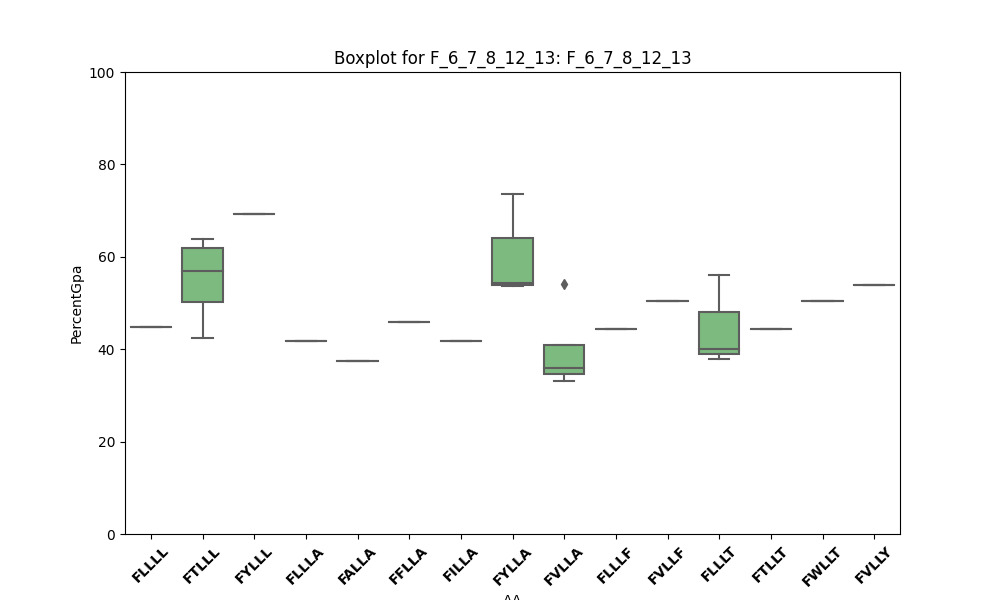 Boxplot for F_6_7_8_12_13: F_6_7_8_12_13
100
80
60
40
20
0
PercentGpa
FLLLL
FTLLL
FYLLL
FLLLA
FALLA
FFLLA
FILLA
FYLLA
FVLLA
FLLLF
FVLLF
FLLLT
FTLLT
FWLLT
FVLLY
AA